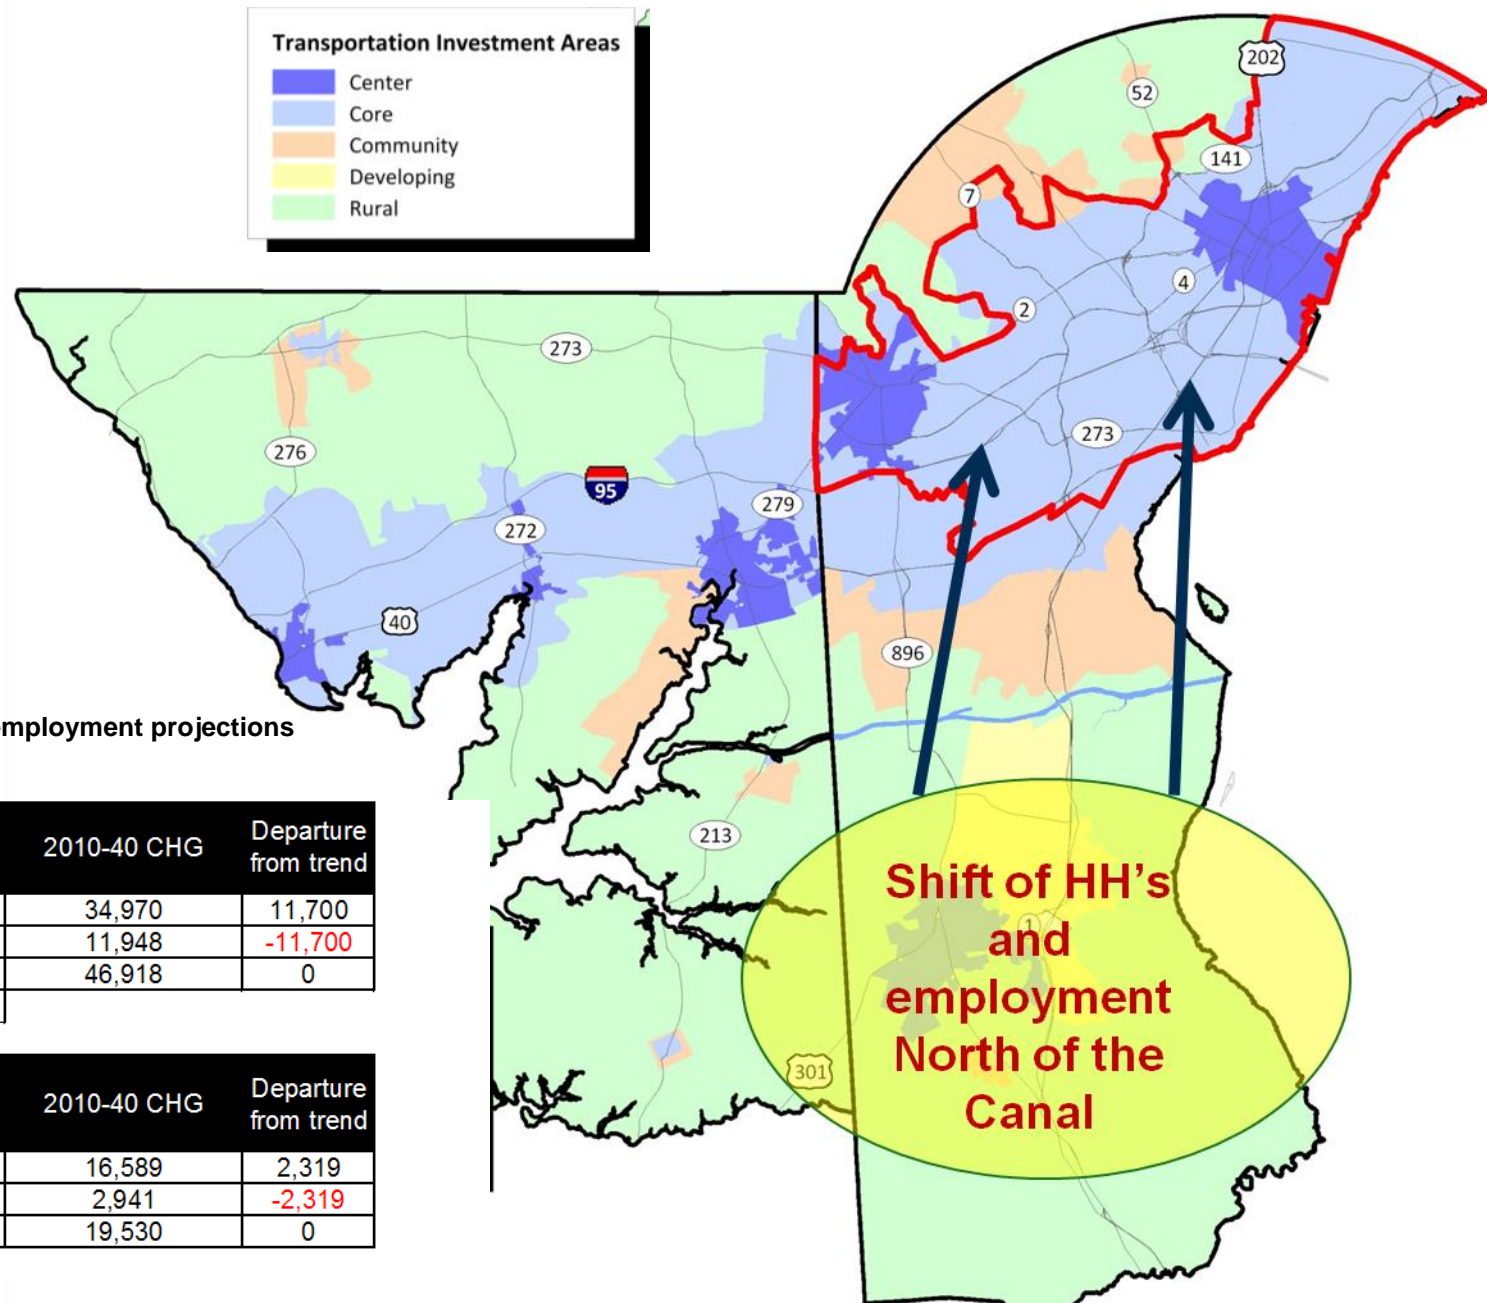 Transportation Investment Areas
Center
Core
Community
Developing
Rural
202
52
141
7
4
2
273
273
276
95
279
272
40
896
213
1
301
Shift of HH's
and
employment
North of the
Canal
employment projections
2010-40 CHG Departure
from trend
34,970 11,700
11,948 -11,700
46,918 0
2010-40 CHG Departure
from trend
16,589 2,319
2,941 -2,319
19,530 0